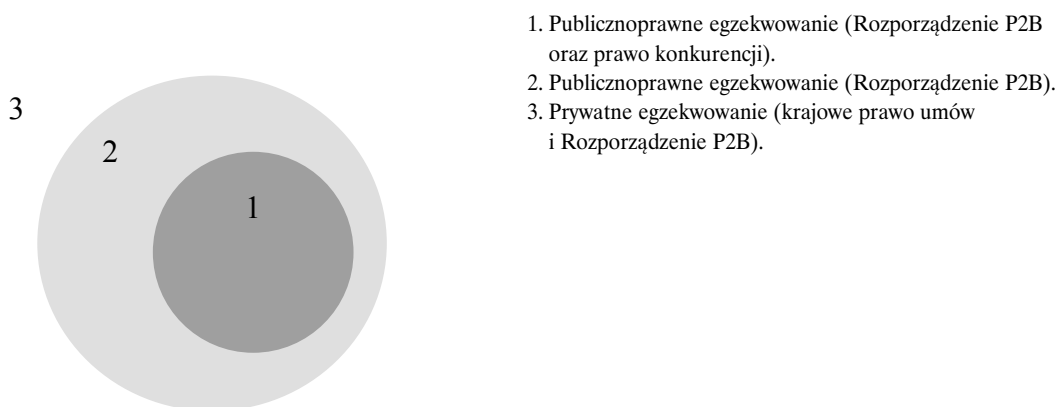 1. Publicznoprawne egzekwowanie (Rozporządzenie P2B
oraz prawo konkurencji).
2. Publicznoprawne egzekwowanie (Rozporządzenie P2B).
3. Prywatne egzekwowanie (krajowe prawo umów
i Rozporządzenie P2B).
3
2
1